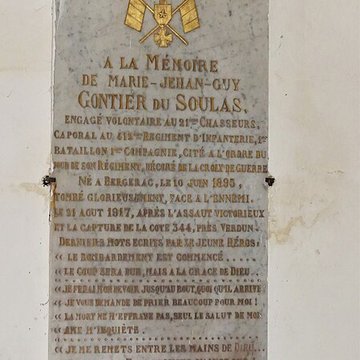 A LA MÉMOIRE
DE MARIE-JEHAN-GUY
GONTIER DU SOULAS.
ENGAGÉ VOLONTAIRE AU 21ME CHASSEURS,
CAPORAL AU 412ME RÉGIMENT D'INFANTERIE, 1ER
BATAILLON 1ERE COMPAGNIE, CITÉ A L'ORDRE DU
JOUR DE SON RÉGIMENT, DÉCORÉ DE LA CROIX DE GUERRE
NÉ A BERGERAC, LE 10 JUIN 1895,
TOMBÉ GLORIEUSEMENT, FACE A L'ENNEMI.
LE 21 AOUT 1917, APRÈS L'ASSAUT VICTORIEUX
ET LA CAPTURE DE LA COTE 344, PRÈS VERDUN.
DERNIERS MOTS ECRITS PAR LE JEUNE HÉROS:
« LE BOMBARDEMENT EST COMMENCÉ
« LE COUP SERA DUR, MAIS A LA GRACE DE DIEU
« JE FERAI MON DEVOIR JUSQU'AU BOUT, QUOI QU'IL ARRIVE
« JE VOUS DEMANDE DE PRIER BEAUCOUP POUR MOI!
« LA MORT NE M'EFFRAYE PAS, SEUL LE SALUT DE MON
« AME M'INQUIÈTE
« JE ME REMETS ENTRE LES MAINS DE DIEU